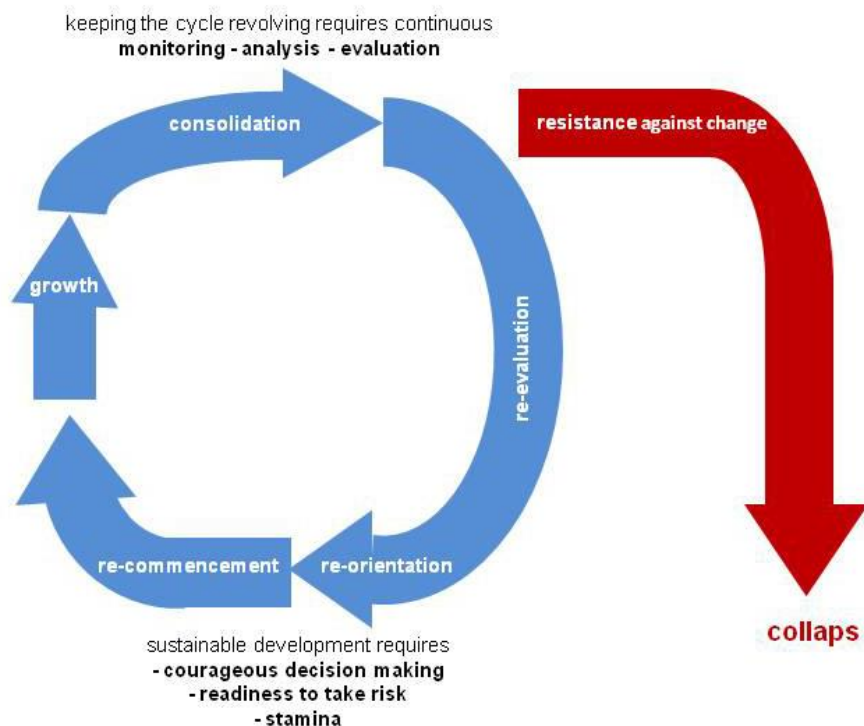 keeping the cycle revolving requires continuous
monitoring - analysis - evaluation
consolidation
resistance against change
growth
re-evaluation
re-commencement
re-orientation
collaps
sustainable development requires
- courageous decision making
- readiness to take risk
- stamina